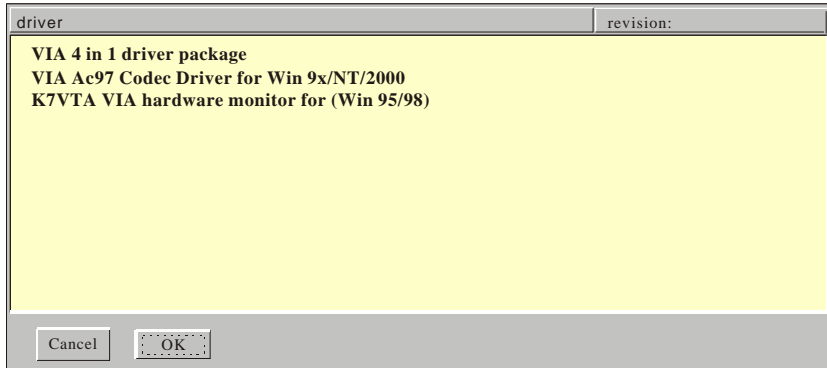 driver revision:
VIA 4 in 1 driver package
VIA Ac97 Codec Driver for Win 9x/NT/2000
K7VTA VIA hardware monitor for (Win 95/98)
Cancel OK